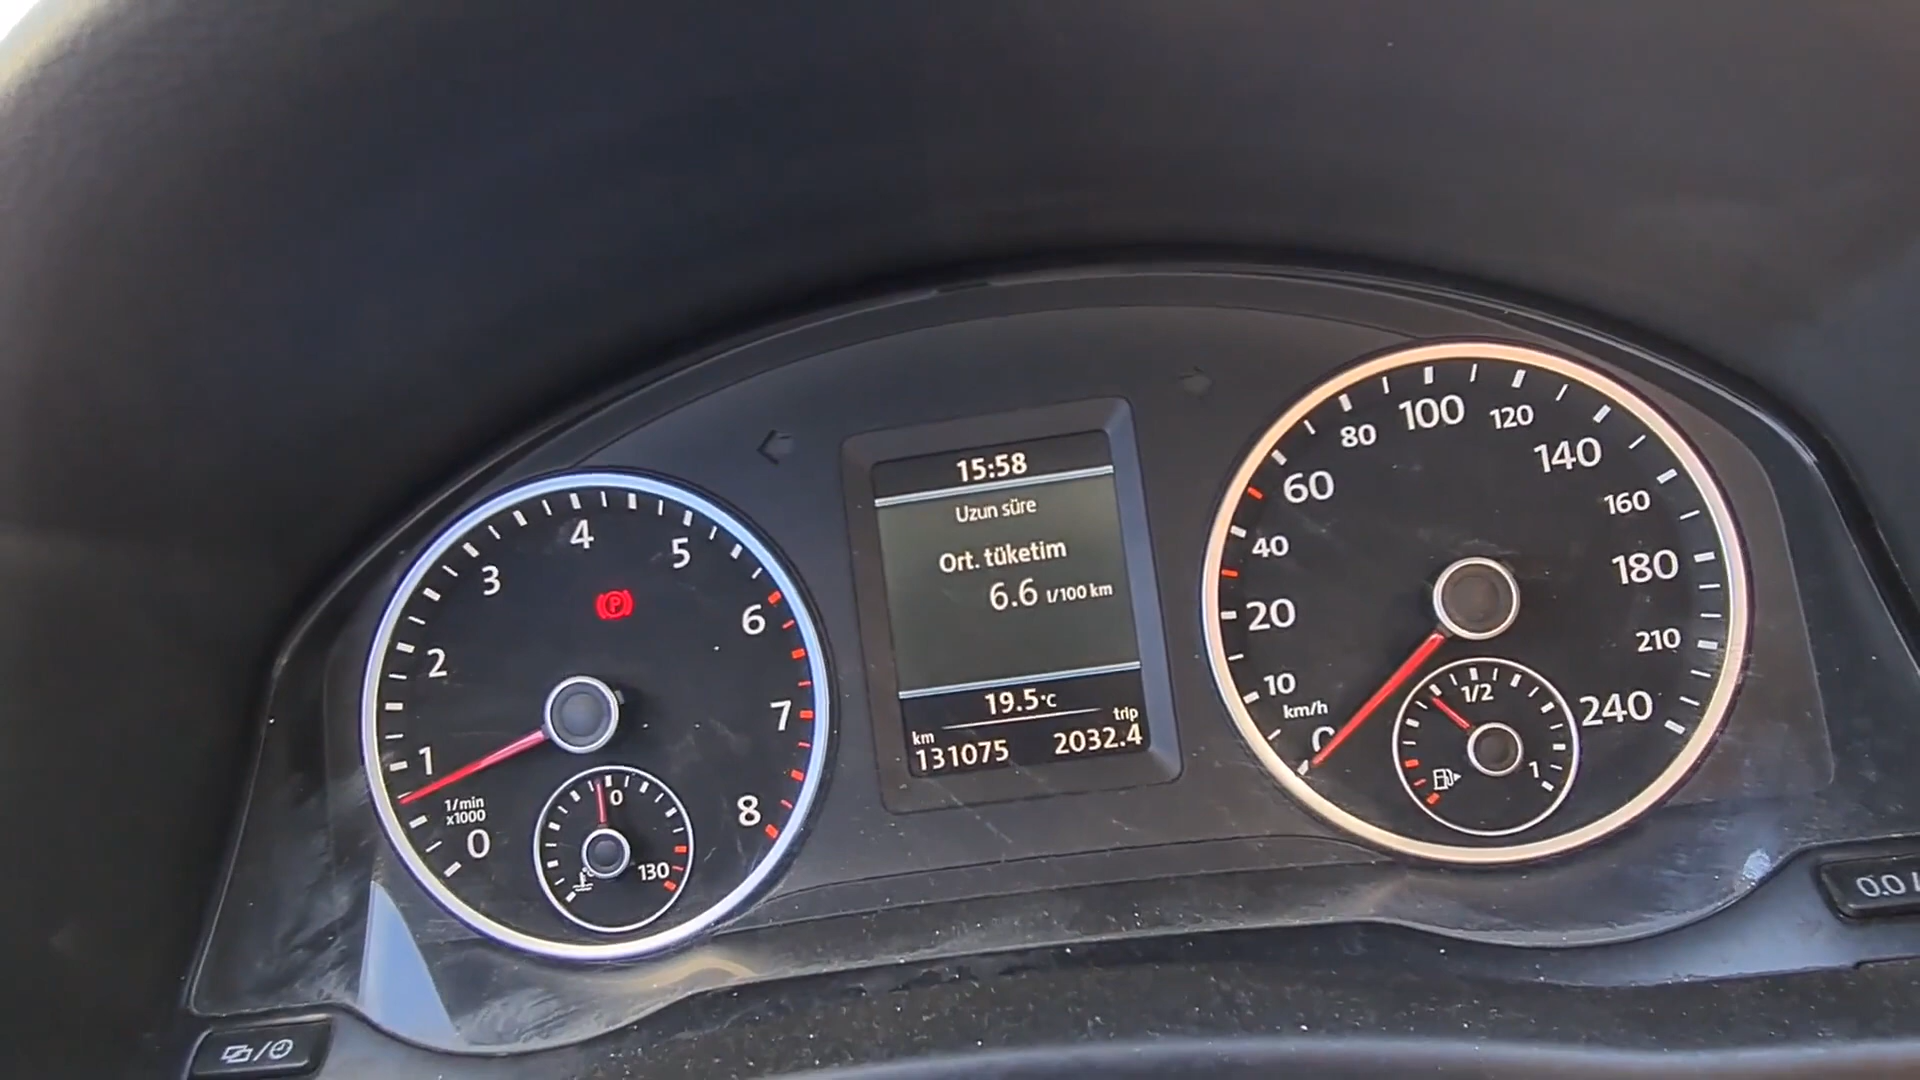 0
1
2
3
4
5
6
7
8
1/min
x1000
P
0
130
15:58
Uzun süre
Ort. tüketim
6.6 l/100 km
19.5°C
km
trip
131075
2032.4
10
20
40
60
80
100
120
140
160
180
210
240
km/h
1/2
1
0.0